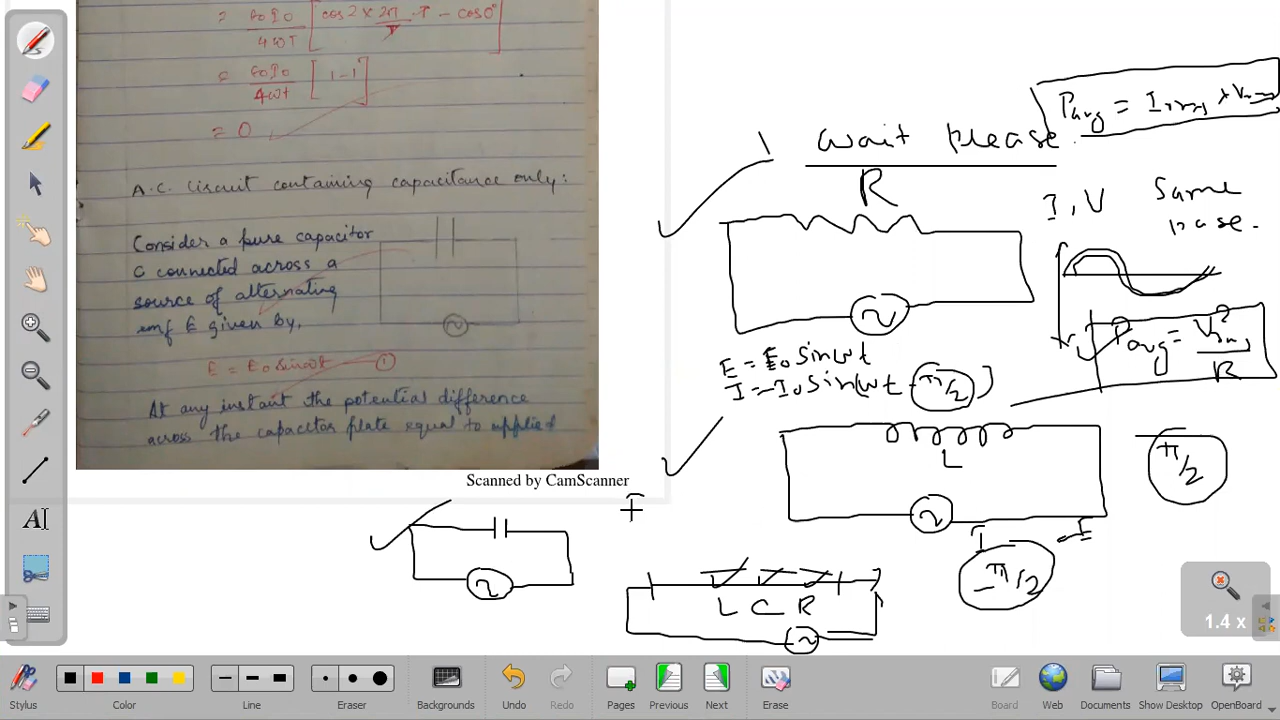 = E0I0/4ωT [cos 2 × 2π/T · T - cos 0°]
= E0I0/4ωt [1-1]
= 0
A.C. Circuit containing capacitance only:
Consider a pure capacitor
C connected across a
source of alternating
emf E given by,
E = E0 sinωt ①
At any instant the potential difference
across the capacitor plate equal to applied
Scanned by CamScanner
Pavg = Irms × Vrms
1 wait please.
R
I, V Same
pase.
Pavg = V²rms/R
E = E0 sinωt
I = I0 sin(ωt - π/2)
L
π/2
-π/2
L C R
1.4 x
Stylus
Color
Line
Eraser
Backgrounds
Undo
Redo
Pages
Previous
Next
Erase
Board
Web
Documents
Show Desktop
OpenBoard